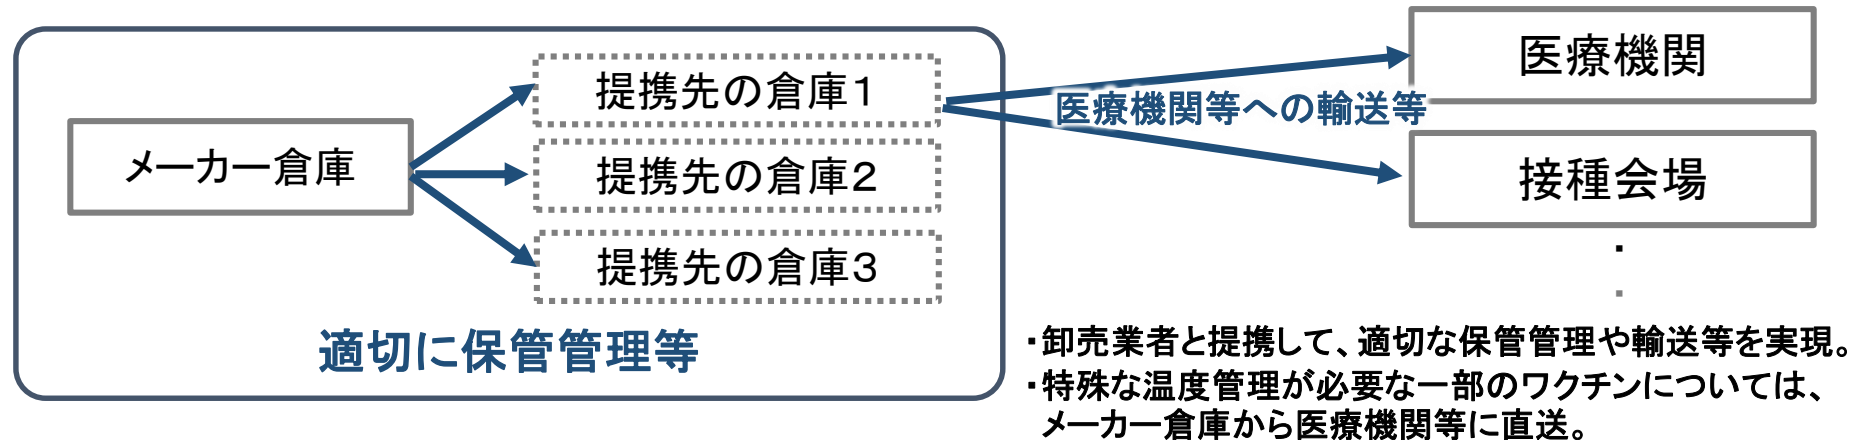 メーカー倉庫
提携先の倉庫1
提携先の倉庫2
提携先の倉庫3
適切に保管管理等
医療機関等への輸送等
医療機関
接種会場
・
・
・卸売業者と提携して、適切な保管管理や輸送等を実現。
・特殊な温度管理が必要な一部のワクチンについては、
メーカー倉庫から医療機関等に直送。